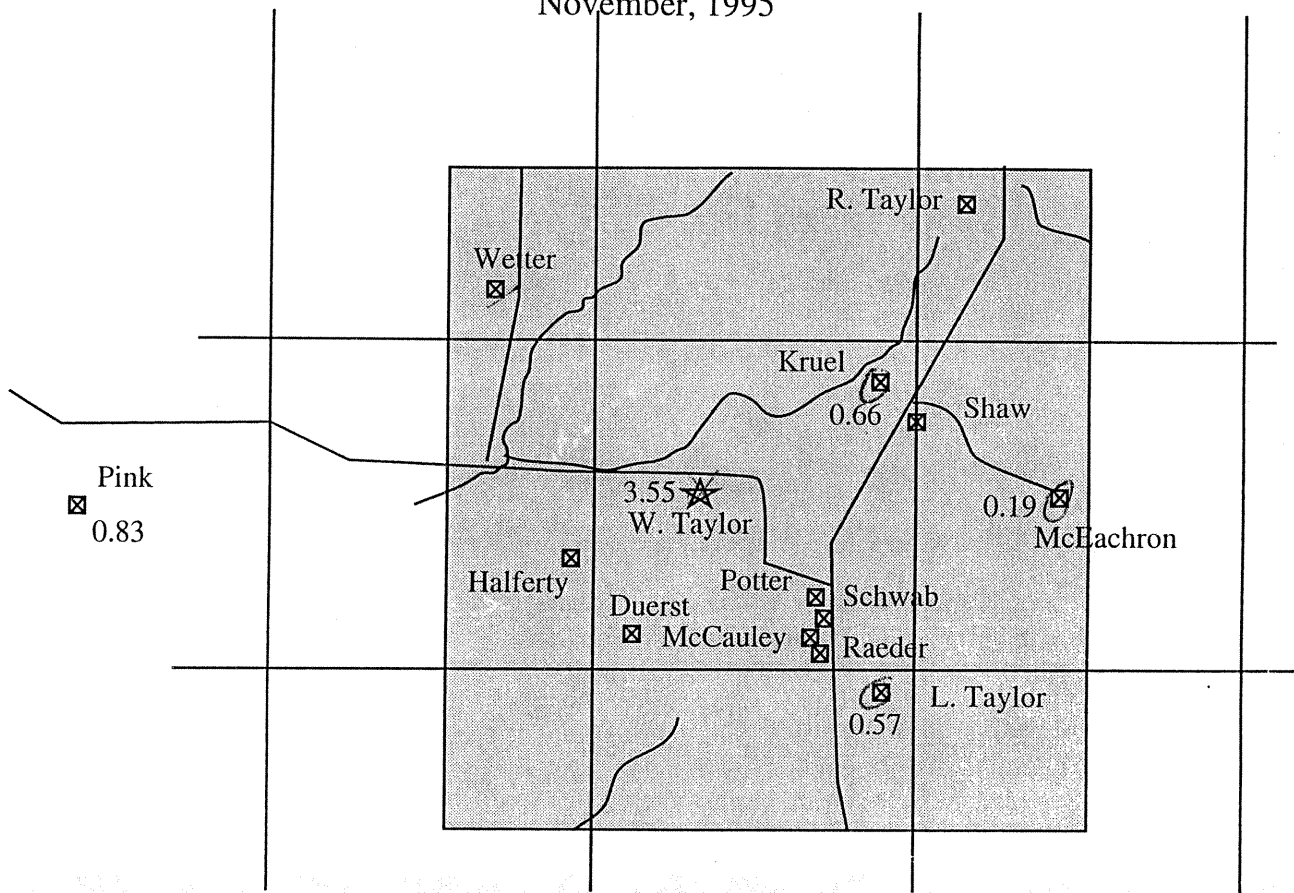 November, 1995
R. Taylor
Wetter
Kruel
0.66
Shaw
Pink
0.83
3.55
W. Taylor
0.19
McEachron
Halferty
Potter
Schwab
Duerst
McCauley
Raeder
L. Taylor
0.57